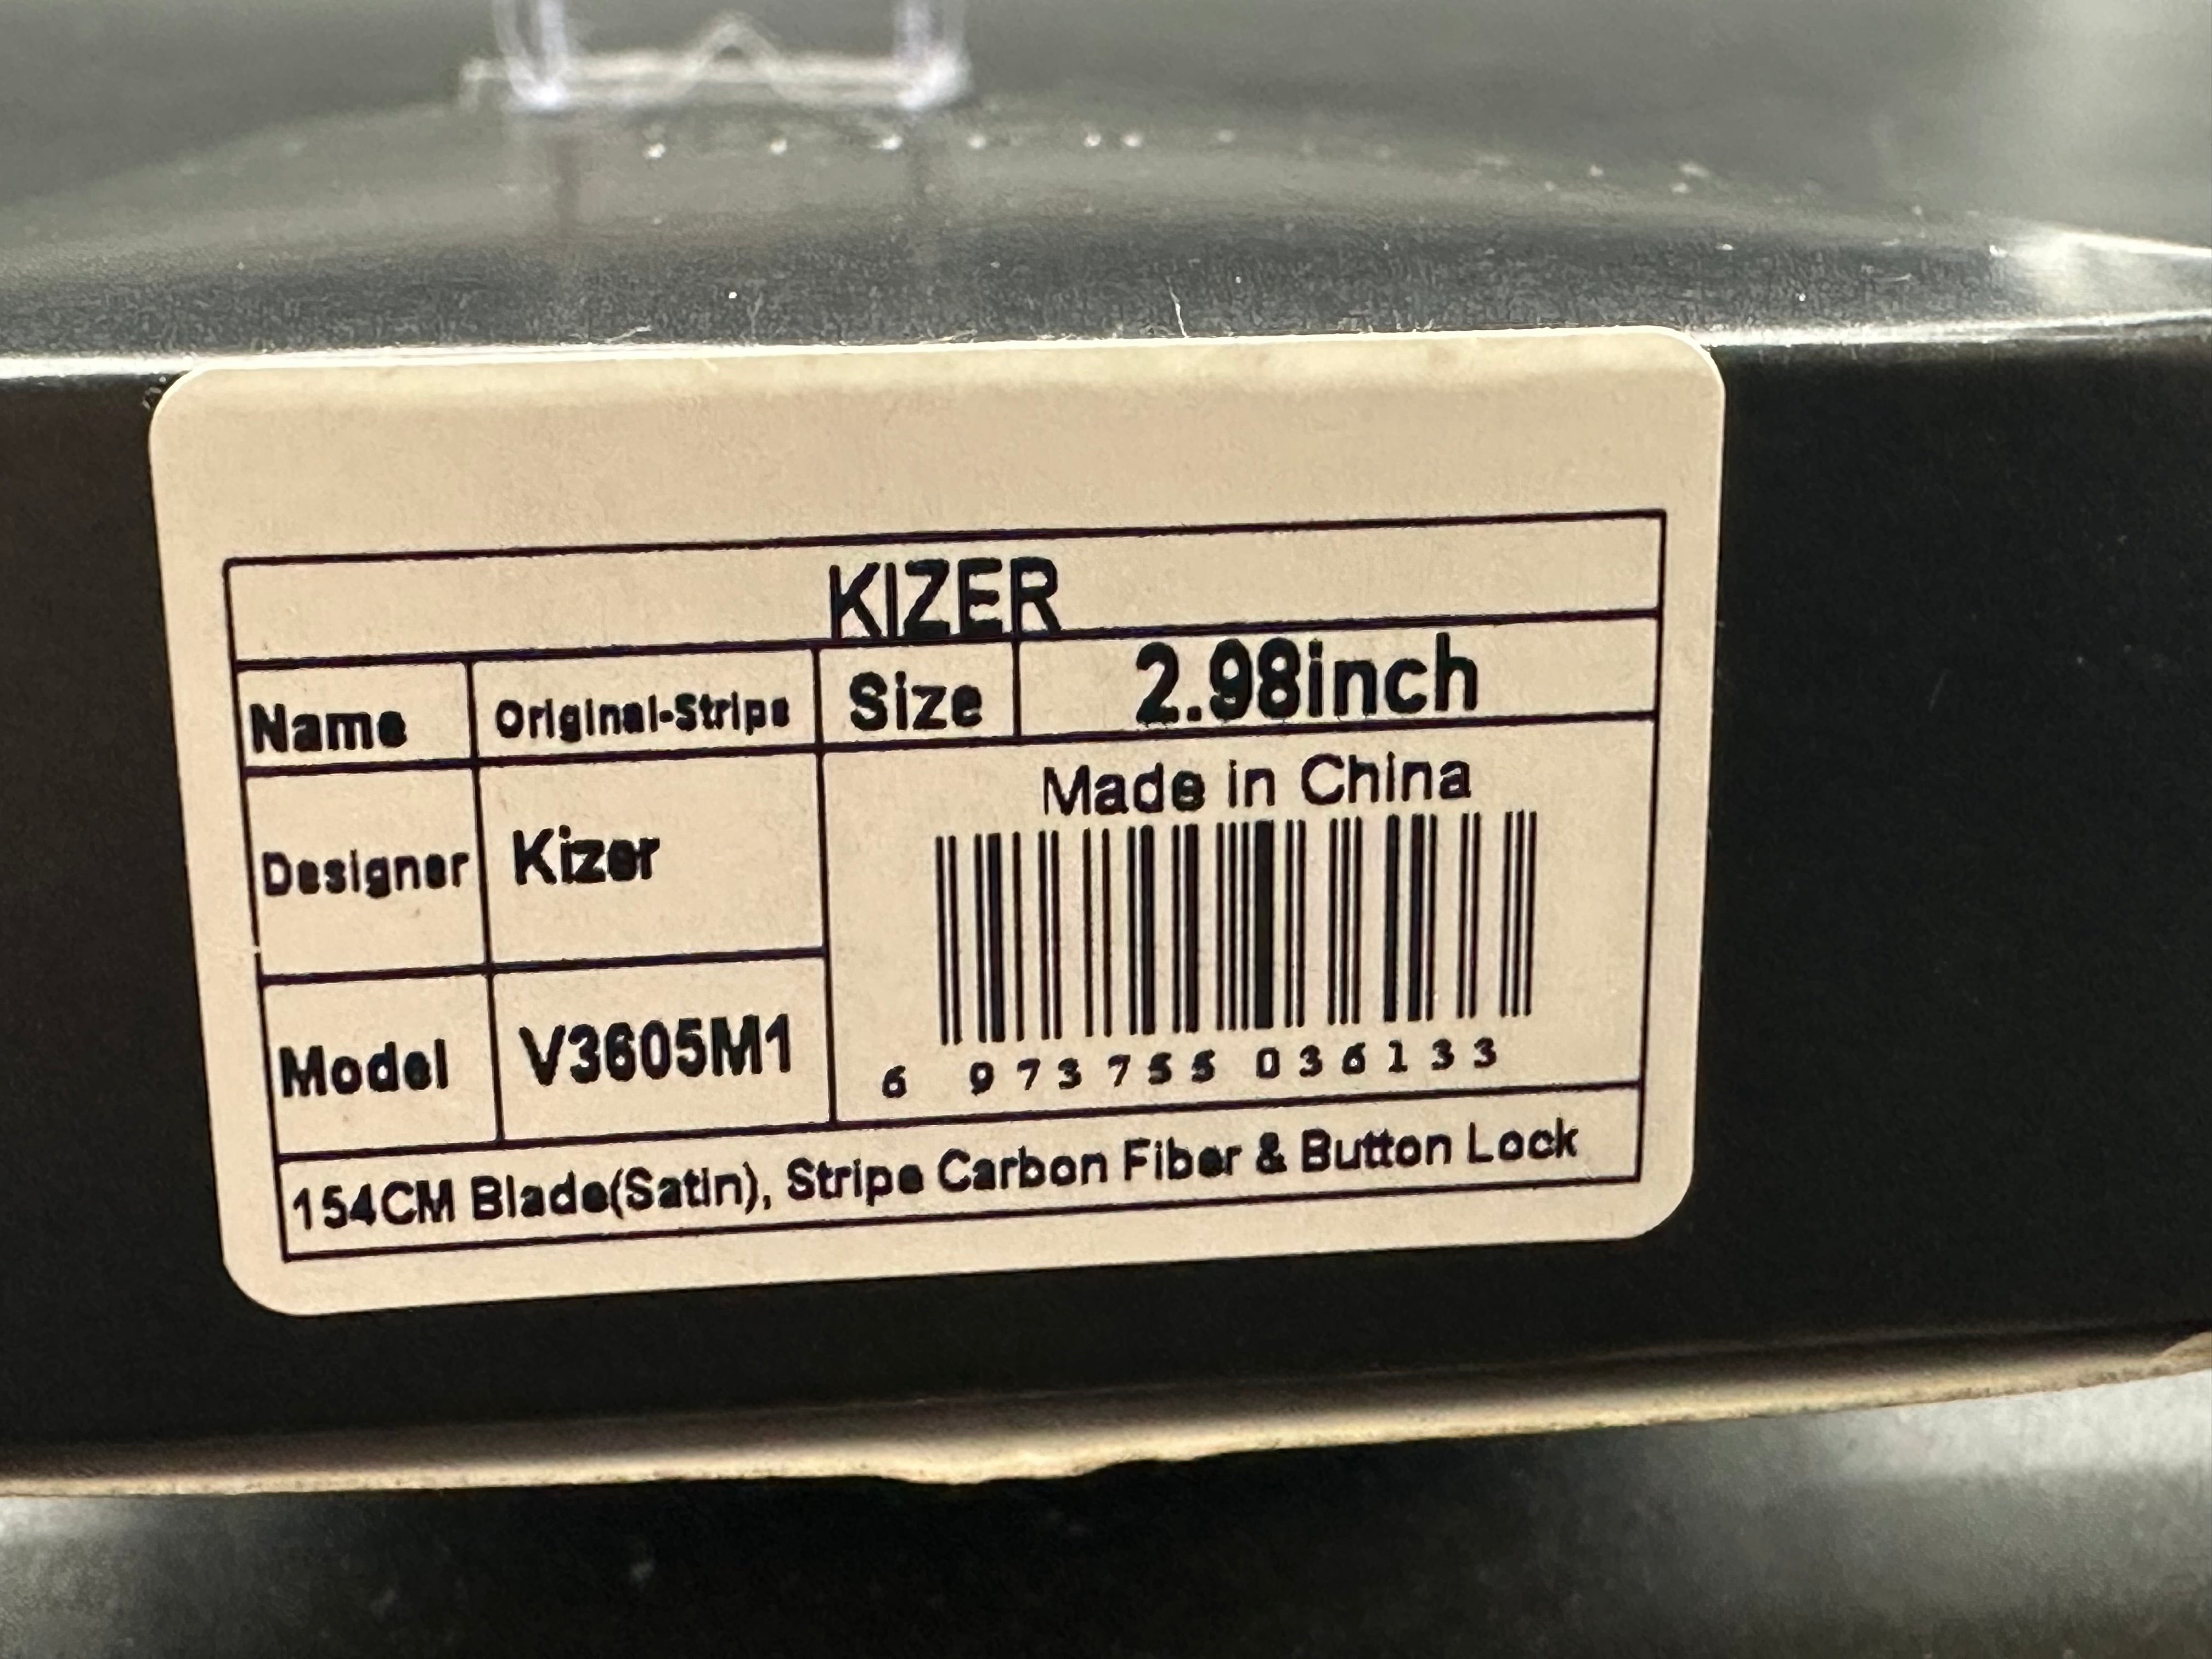 KIZER
Name Original-Stripe Size 2.98inch
Made in China
Designer Kizer
Model V3605M1
6 973755 036133
154CM Blade(Satin), Stripe Carbon Fiber & Button Lock